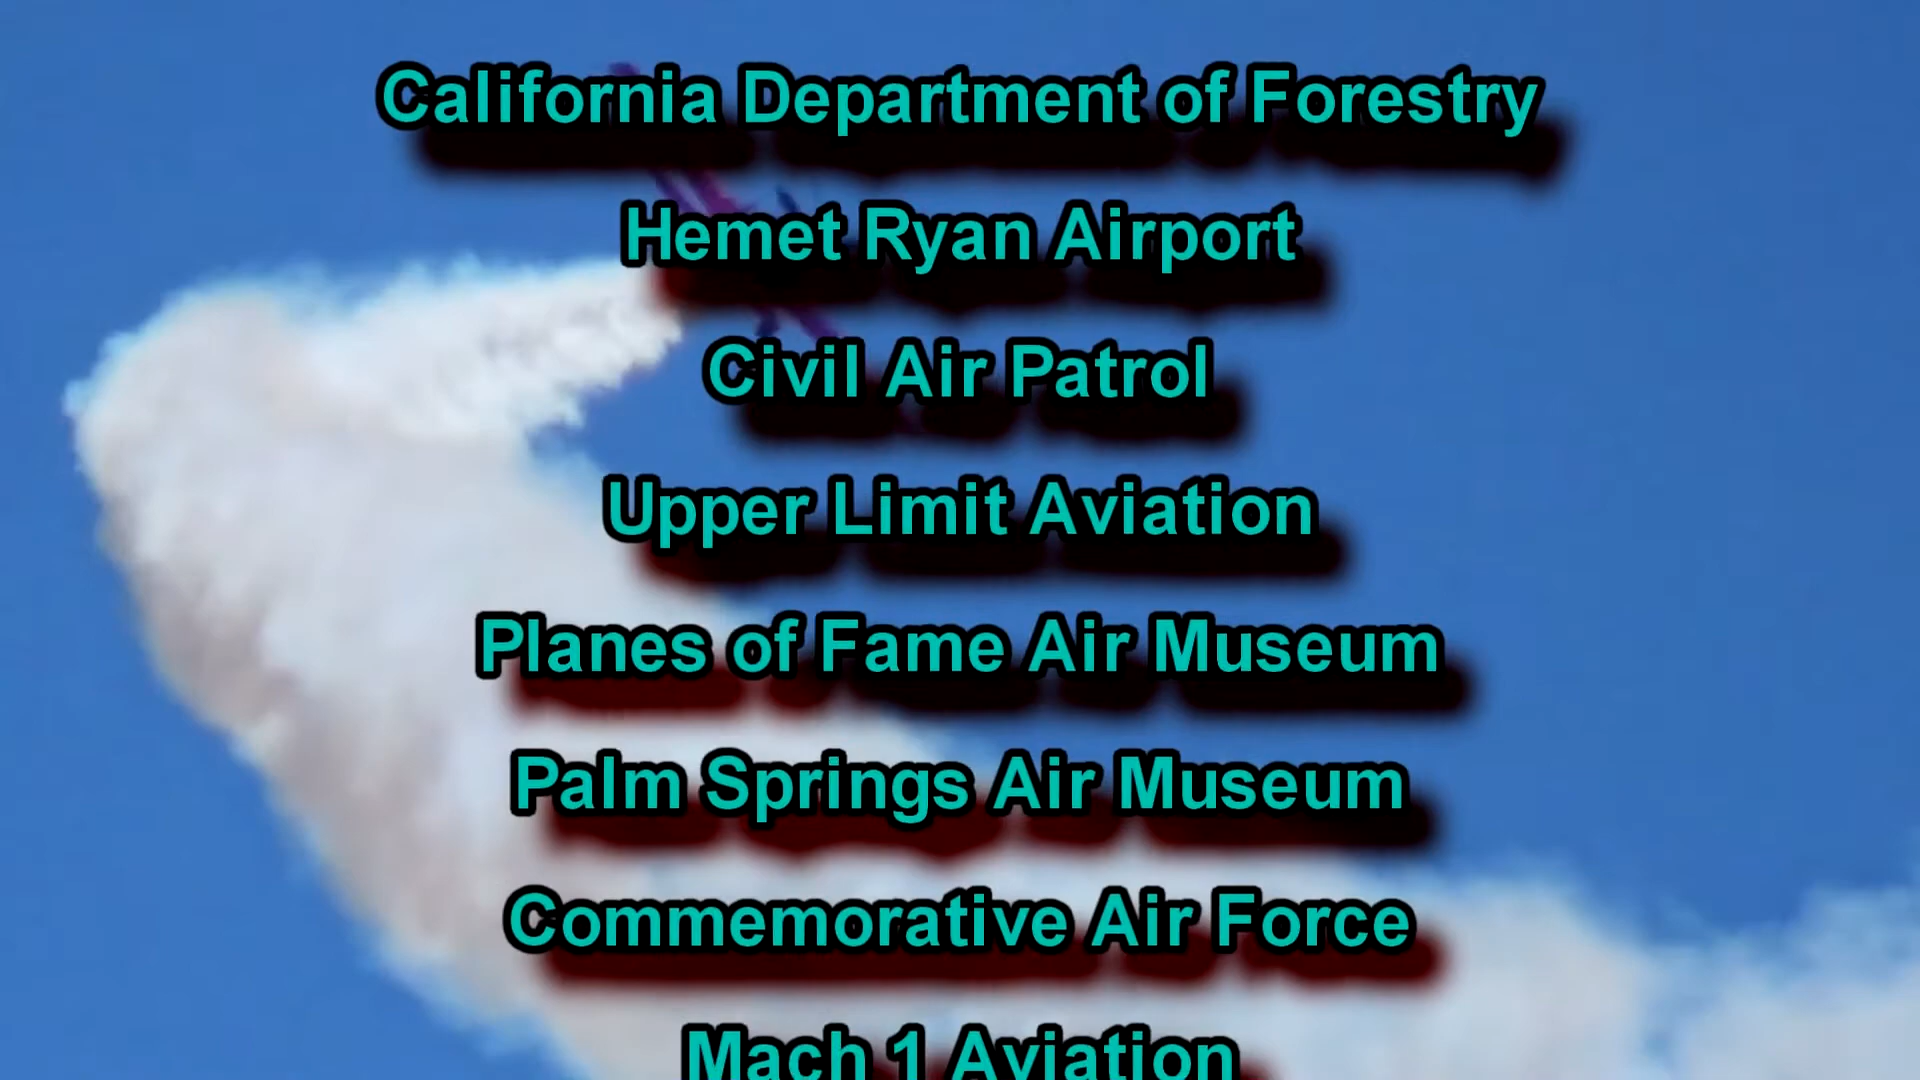 California Department of Forestry
Hemet Ryan Airport
Civil Air Patrol
Upper Limit Aviation
Planes of Fame Air Museum
Palm Springs Air Museum
Commemorative Air Force
Mach 1 Aviation